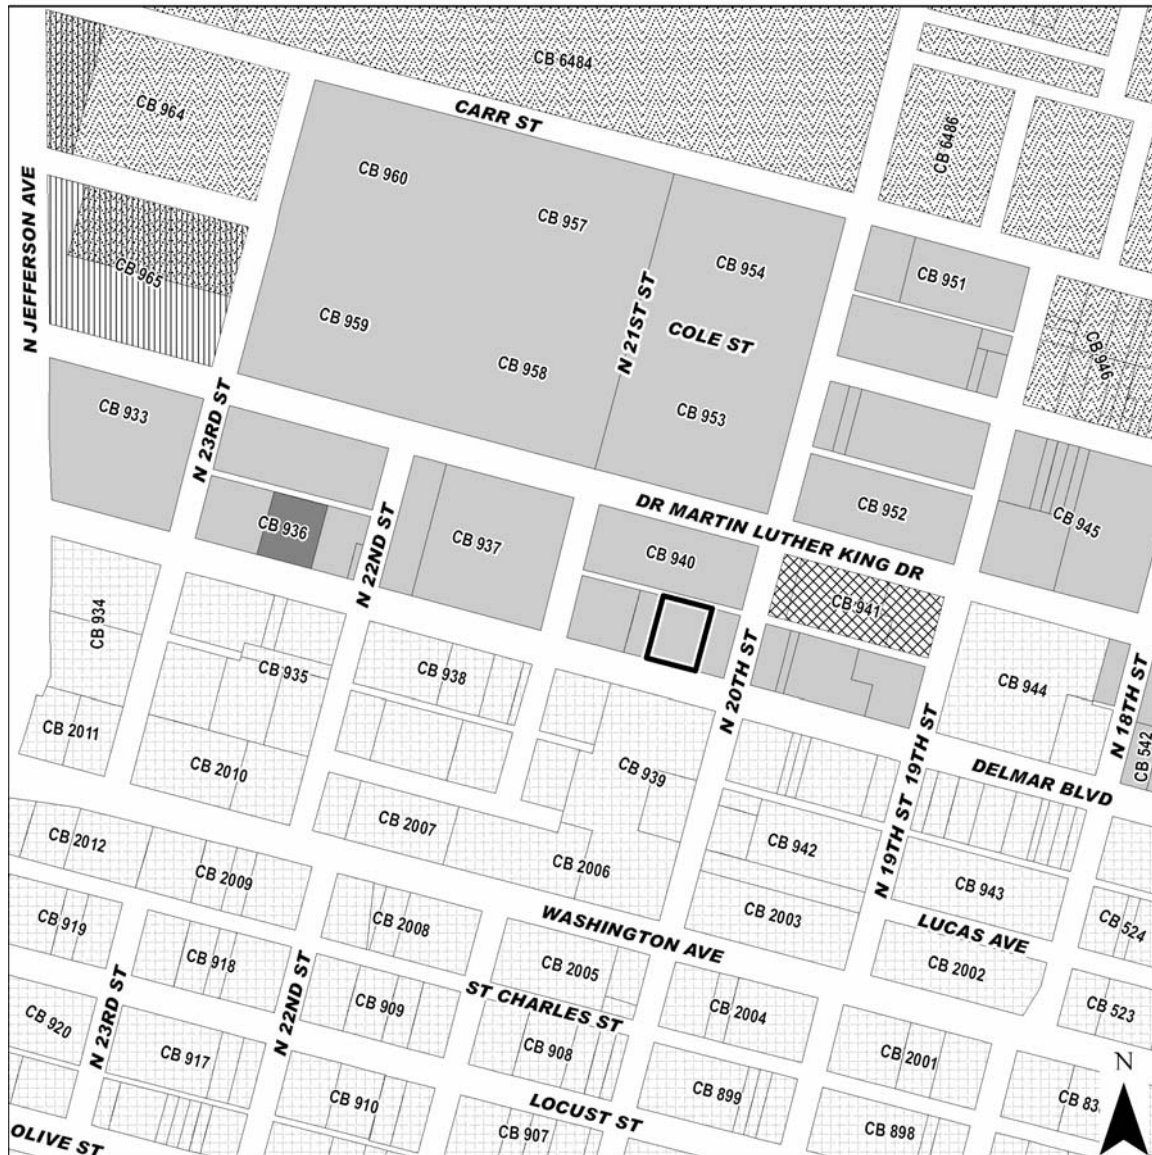 CB 6484
CB 964
CARR ST
CB 6486
N JEFFERSON AVE
CB 960
CB 957
CB 965
CB 954
CB 951
N 21ST ST
COLE ST
CB 959
CB 958
CB 946
CB 933
N 23RD ST
CB 953
DR MARTIN LUTHER KING DR
CB 952
CB 945
CB 936
N 22ND ST
CB 937
CB 940
CB 941
CB 934
CB 935
CB 938
N 20TH ST
CB 944
N 18TH ST
CB 2011
CB 2010
CB 939
N 19TH ST
19TH ST
DELMAR BLVD
CB 542
CB 2012
CB 2007
CB 942
CB 2009
CB 2006
CB 943
CB 919
CB 2008
WASHINGTON AVE
CB 2003
LUCAS AVE
CB 524
CB 918
CB 2005
CB 2002
N 23RD ST
N 22ND ST
CB 909
ST CHARLES ST
CB 2004
CB 523
CB 920
CB 917
CB 908
CB 2001
N
CB 910
CB 899
CB 83
OLIVE ST
LOCUST ST
CB 907
CB 898